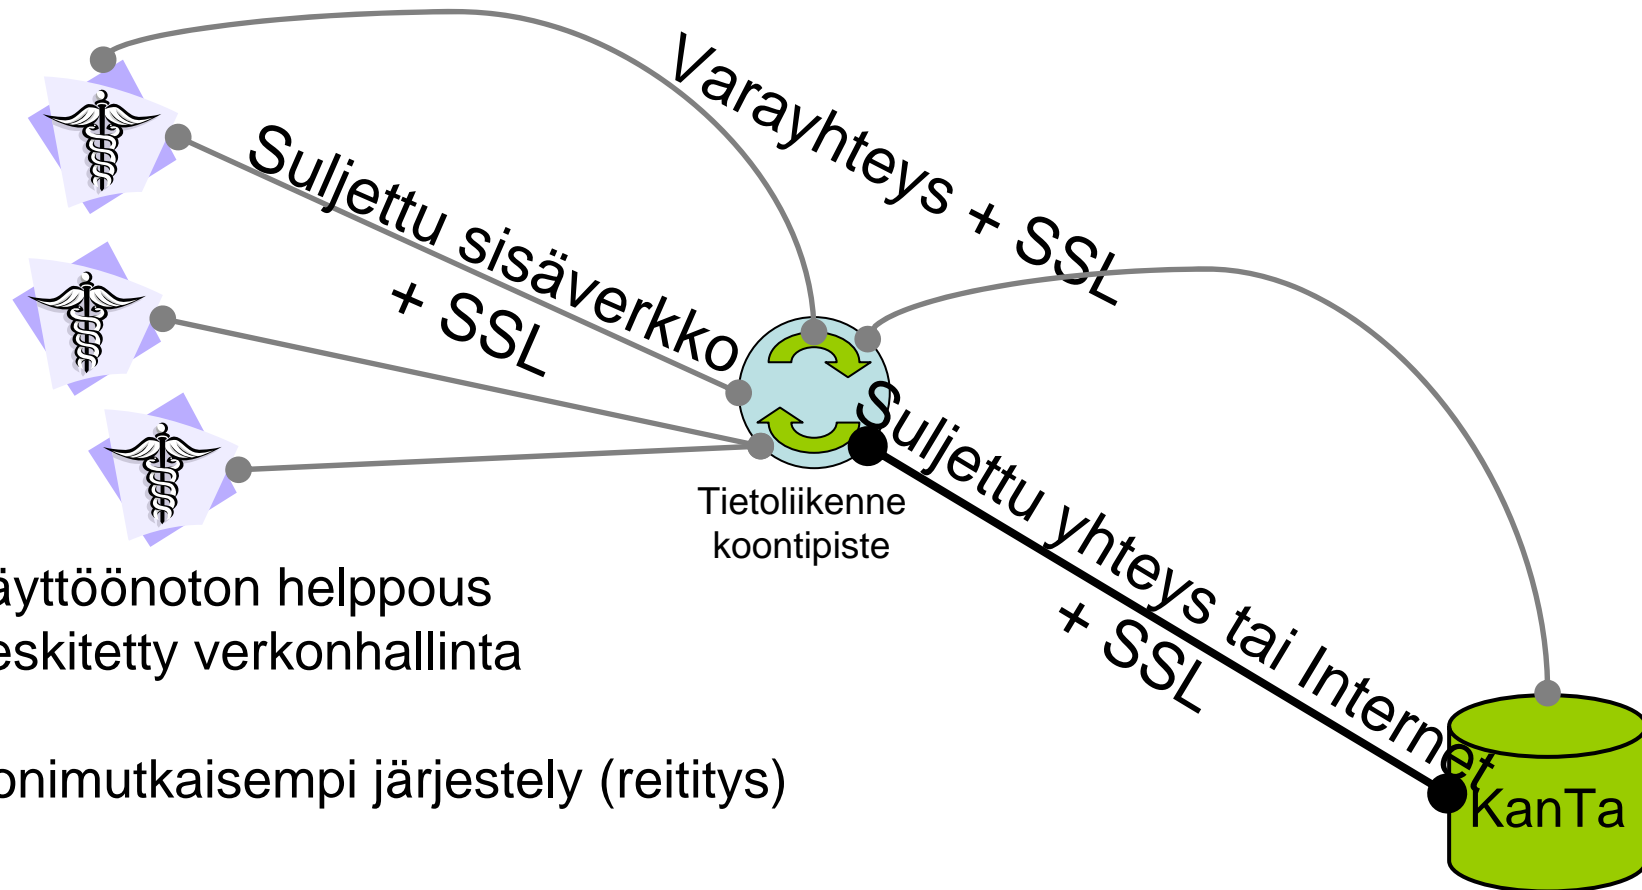 Varayhteys + SSL
Suljettu sisäverkko
+ SSL
Suljettu yhteys tai Internet
+ SSL
Tietoliikenne
koontipiste
äyttöönoton helppous
eskitetty verkonhallinta
onimutkaisempi järjestely (reititys)
KanTa